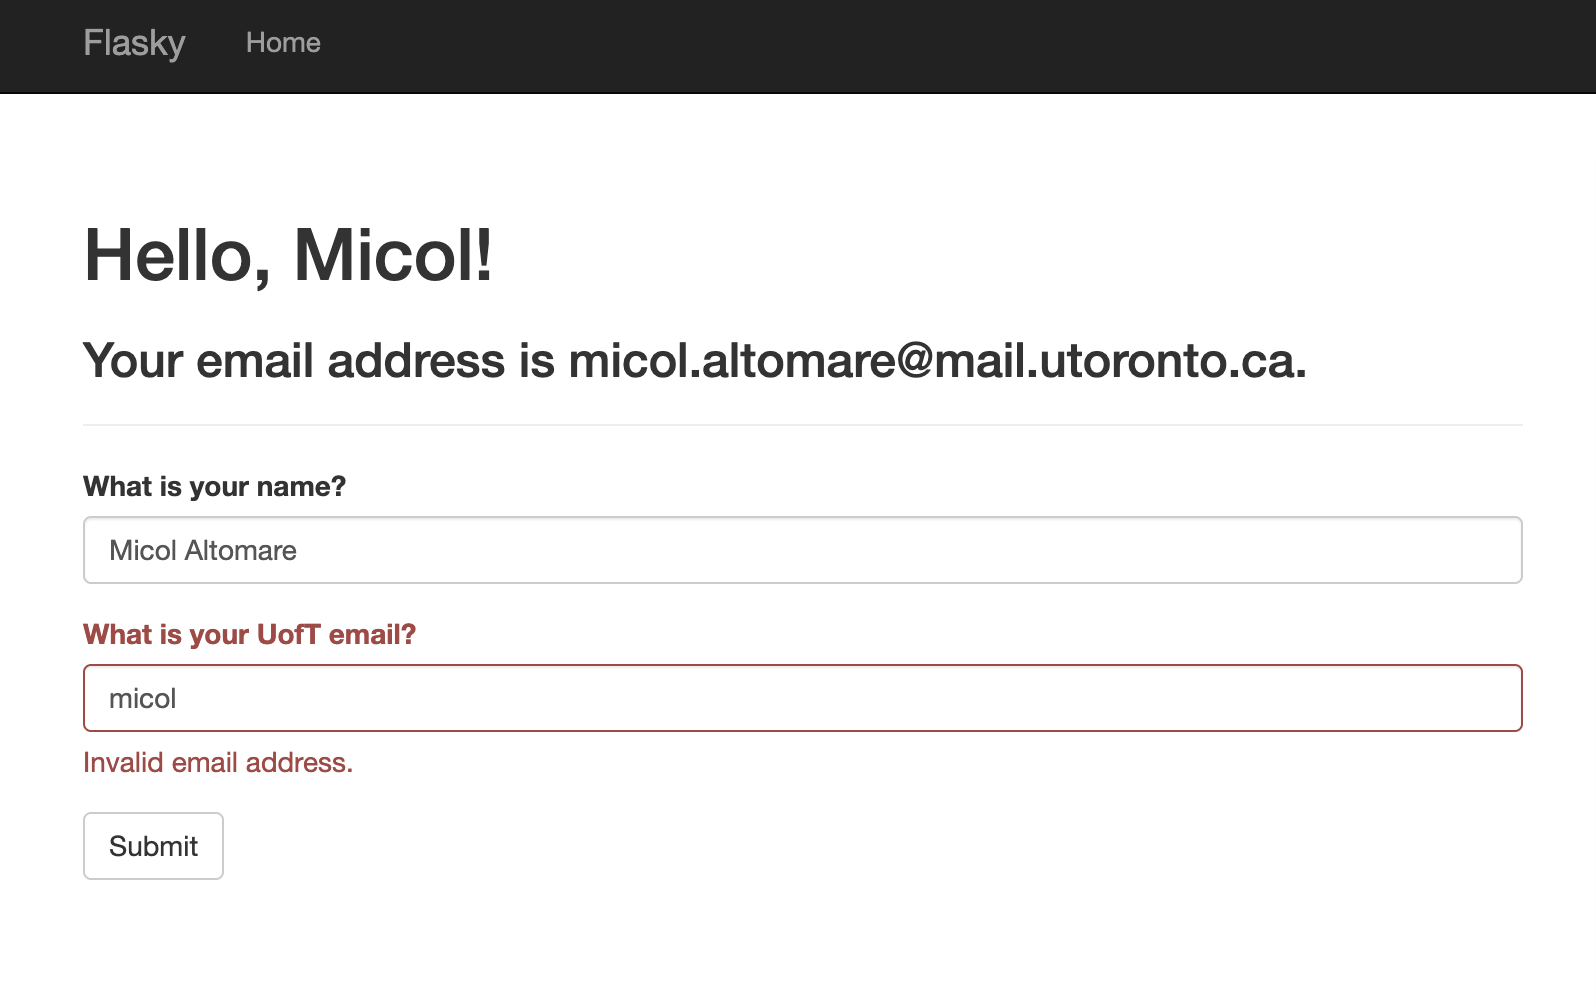 Flasky Home
Hello, Micol!
Your email address is micol.altomare@mail.utoronto.ca.
What is your name?
Micol Altomare
What is your UofT email?
micol
Invalid email address.
Submit